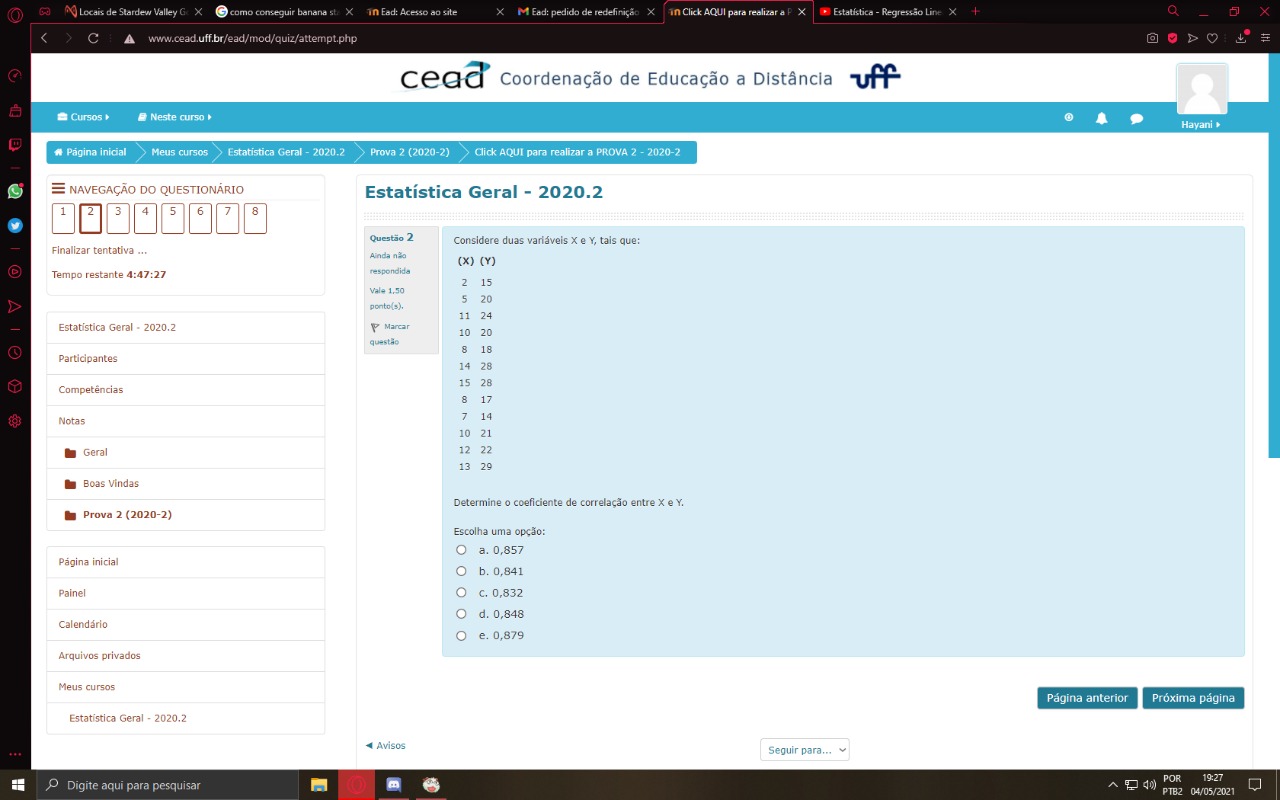 Locais de Stardew Valley G
como conseguir banana sta
Ead: Acesso ao site
Ead: pedido de redefinição
Click AQUI para realizar a P
Estatística - Regressão Line
www.cead.uff.br/ead/mod/quiz/attempt.php
cead Coordenação de Educação a Distância uff
Cursos
Neste curso
Hayani
Página inicial
Meus cursos
Estatística Geral - 2020.2
Prova 2 (2020-2)
Click AQUI para realizar a PROVA 2 - 2020-2
NAVEGAÇÃO DO QUESTIONÁRIO
1 2 3 4 5 6 7 8
Finalizar tentativa ...
Tempo restante 4:47:27
Estatística Geral - 2020.2
Participantes
Competências
Notas
Geral
Boas Vindas
Prova 2 (2020-2)
Página inicial
Painel
Calendário
Arquivos privados
Meus cursos
Estatística Geral - 2020.2
Estatística Geral - 2020.2
Questão 2
Ainda não
respondida
Vale 1,50
ponto(s).
Marcar
questão
Considere duas variáveis X e Y, tais que:
(X) (Y)
2 15
5 20
11 24
10 20
8 18
14 28
15 28
8 17
7 14
10 21
12 22
13 29
Determine o coeficiente de correlação entre X e Y.
Escolha uma opção:
a. 0,857
b. 0,841
c. 0,832
d. 0,848
e. 0,879
Página anterior
Próxima página
◄ Avisos
Seguir para...
Digite aqui para pesquisar
POR
PTB2
19:27
04/05/2021